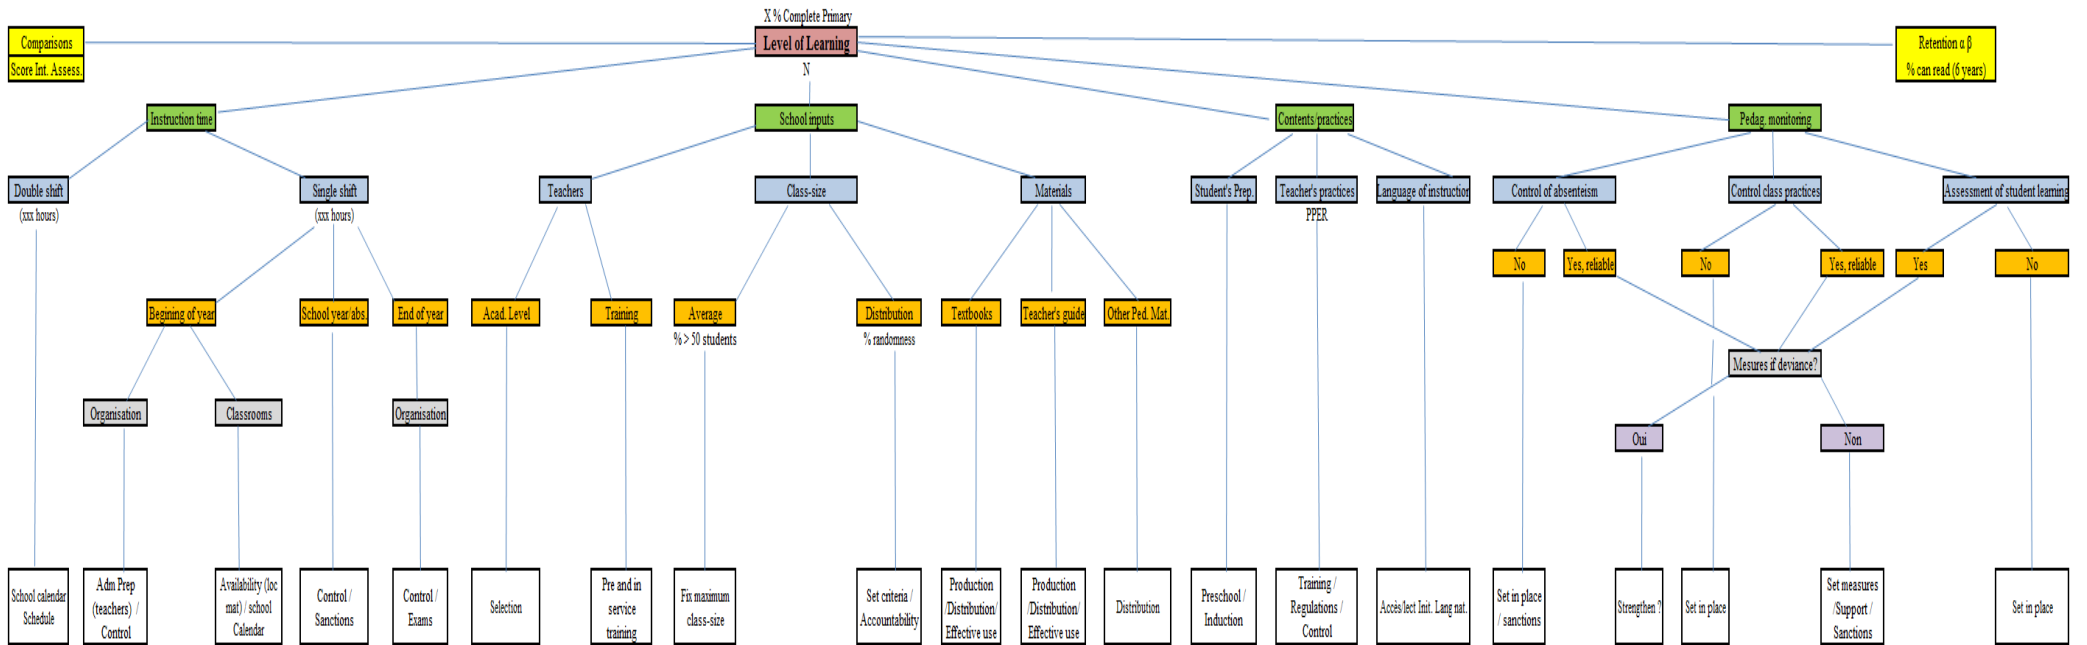 X % Complete Primary
Comparisons
Level of Learning
Retention α β
Score Int. Assess.
N
% can read (6 years)
Instruction time
School inputs
Contents/practices
Pedag. monitoring
Double shift
Single shift
Teachers
Class-size
Materials
Student's Prep.
Teacher's practices
Language of instruction
Control of absenteism
Control class practices
Assessment of student learning
(xxx hours)
(xxx hours)
PPER
No
Yes, reliable
No
Yes, reliable
Yes
No
Begining of year
School year/abs.
End of year
Acad. Level
Training
Average
Distribution
Textbooks
Teacher's guide
Other Ped. Mat.
% > 50 students
% randomness
Mesures if deviance?
Organisation
Classrooms
Organisation
Oui
Non
School calendar
Schedule
Adm Prep
(teachers) /
Control
Availability (loc
mat) / school
Calendar
Control /
Sanctions
Control /
Exams
Selection
Pre and in
service
training
Fix maximum
class-size
Set criteria /
Accountability
Production
/Distribution/
Effective use
Production
/Distribution/
Effective use
Distribution
Preschool /
Induction
Training /
Regulations /
Control
Accès/lect Init. Lang nat.
Set in place
/ sanctions
Strengthen ?
Set in place
Set measures
/Support /
Sanctions
Set in place